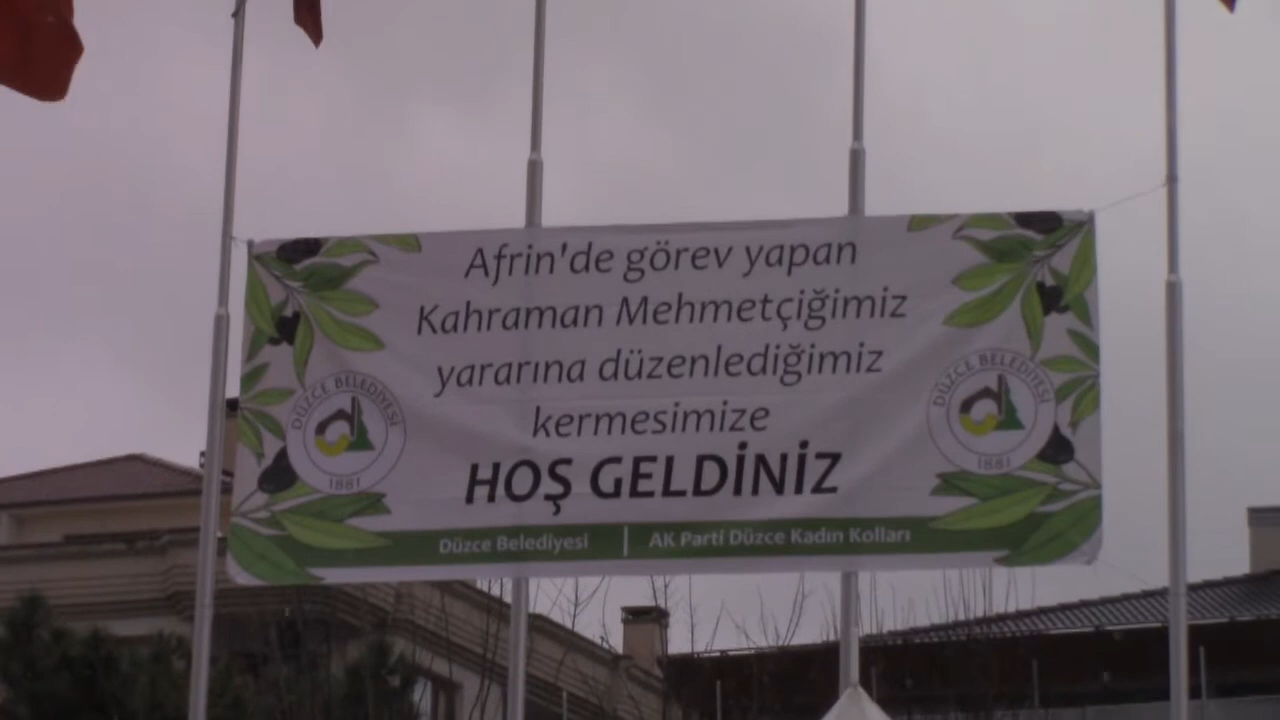 Afrin'de görev yapan
Kahraman Mehmetçiğimiz
yararına düzenlediğimiz
kermesimize
HOŞ GELDİNİZ
DÜZCE BELEDİYESİ
1881
DÜZCE BELEDİYESİ
1881
Düzce Belediyesi | AK Parti Düzce Kadın Kolları